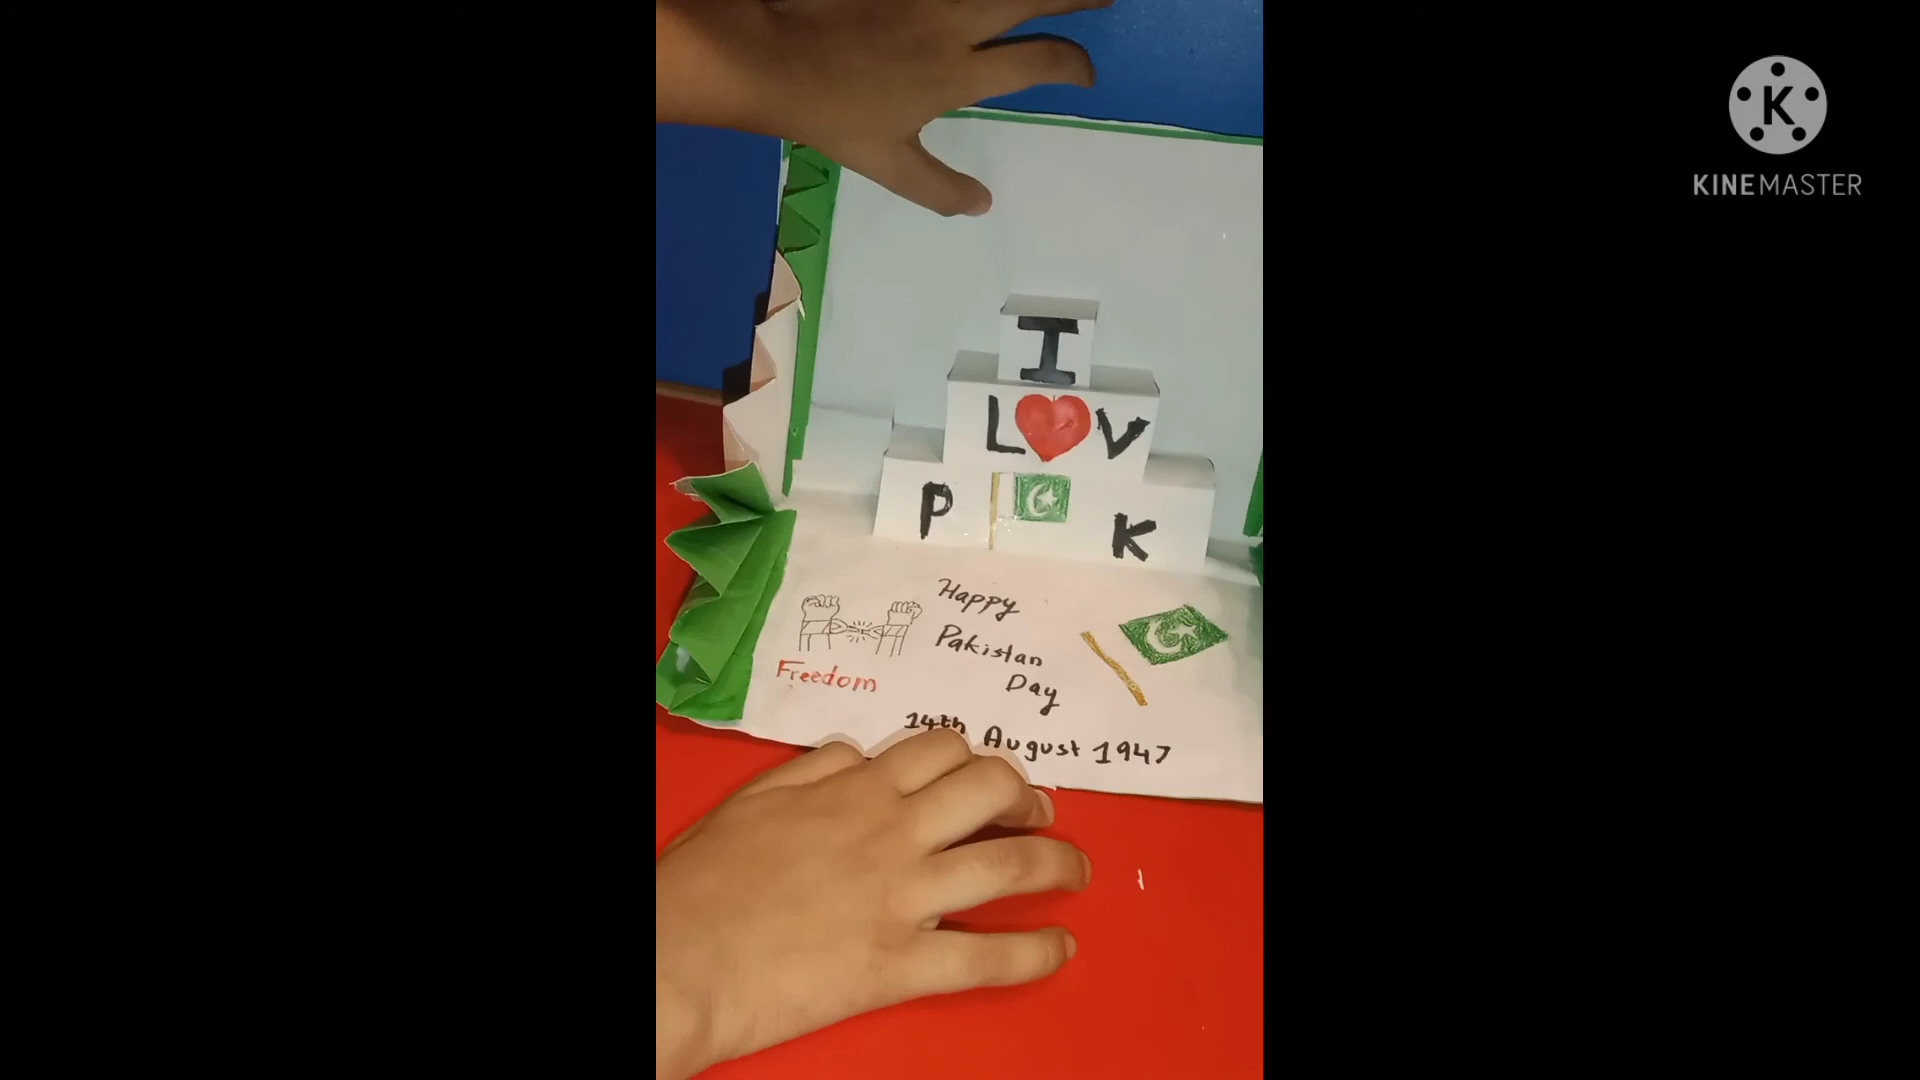 I
L V
P K
Happy
Pakistan
Day
Freedom
14th August 1947
K
KINEMASTER